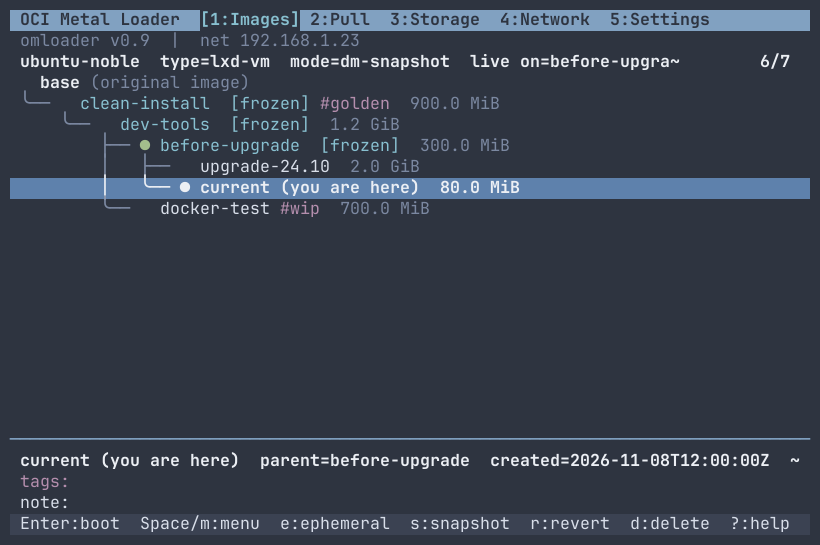 OCI Metal Loader [1:Images] 2:Pull 3:Storage 4:Network 5:Settings
omloader v0.9 | net 192.168.1.23
ubuntu-noble type=lxd-vm mode=dm-snapshot live on=before-upgra~ 6/7
base (original image)
clean-install [frozen] #golden 900.0 MiB
dev-tools [frozen] 1.2 GiB
before-upgrade [frozen] 300.0 MiB
upgrade-24.10 2.0 GiB
current (you are here) 80.0 MiB
docker-test #wip 700.0 MiB
current (you are here) parent=before-upgrade created=2026-11-08T12:00:00Z ~
tags:
note:
Enter:boot Space/m:menu e:ephemeral s:snapshot r:revert d:delete ?:help